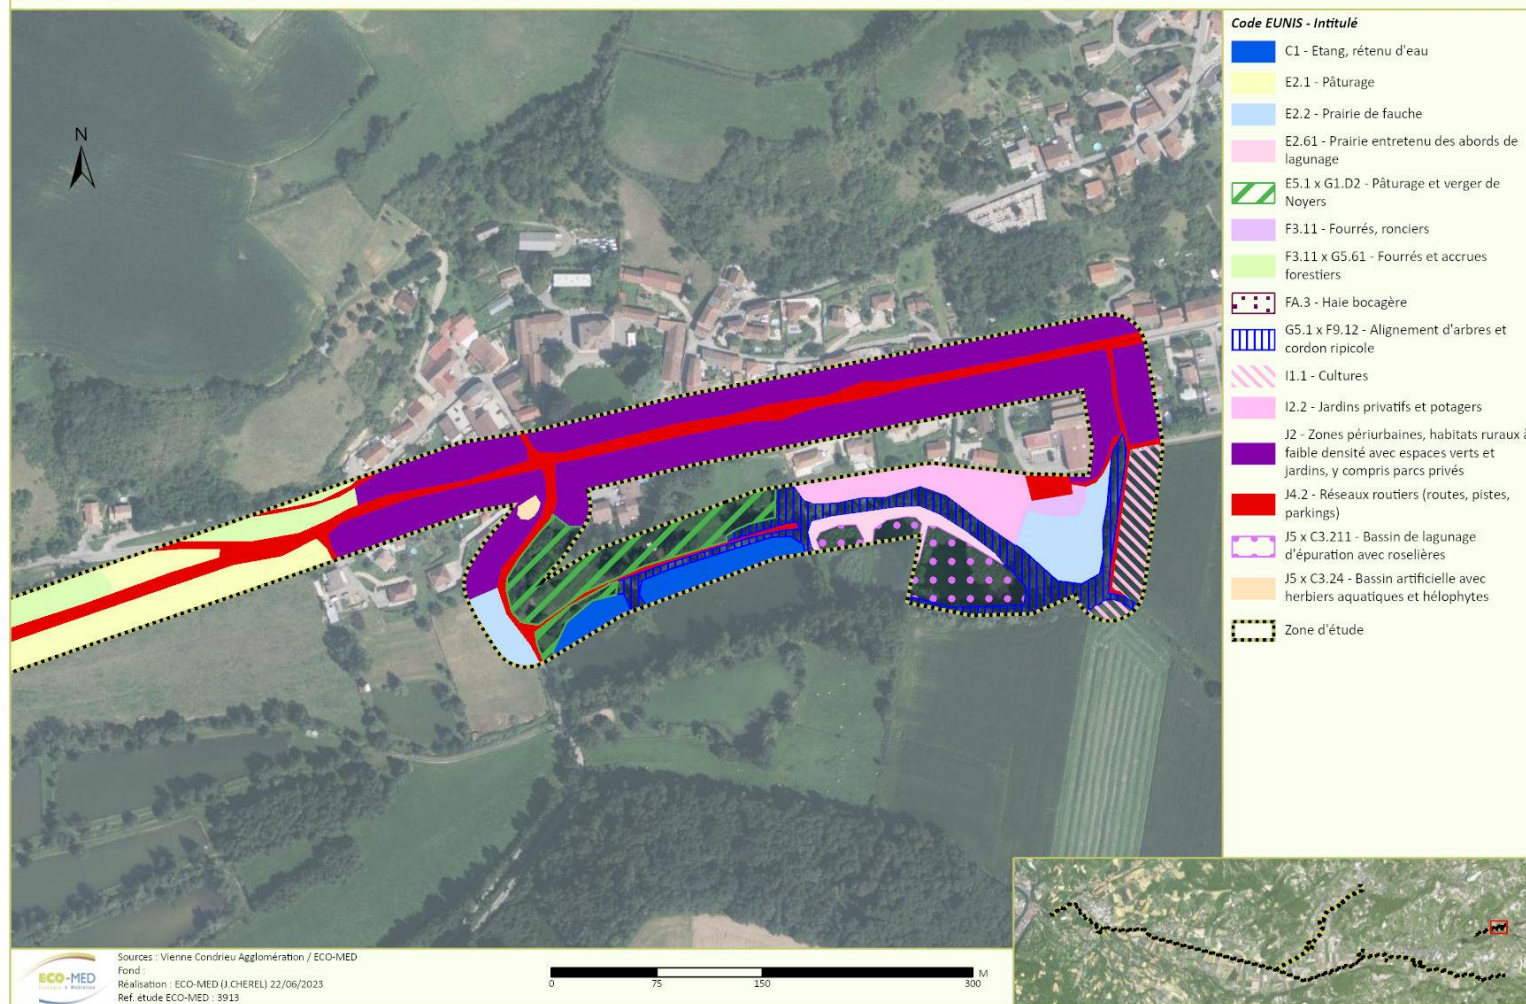 Code EUNIS - Intitulé
C1 - Etang, rétenu d'eau
E2.1 - Pâturage
E2.2 - Prairie de fauche
E2.61 - Prairie entretenu des abords de
lagunage
E5.1 x G1.D2 - Pâturage et verger de
Noyers
F3.11 - Fourrés, ronciers
F3.11 x G5.61 - Fourrés et accrues
forestiers
FA.3 - Haie bocagère
G5.1 x F9.12 - Alignement d'arbres et
cordon ripicole
I1.1 - Cultures
I2.2 - Jardins privatifs et potagers
J2 - Zones périurbaines, habitats ruraux à
faible densité avec espaces verts et
jardins, y compris parcs privés
J4.2 - Réseaux routiers (routes, pistes,
parkings)
J5 x C3.211 - Bassin de lagunage
d'épuration avec roselières
J5 x C3.24 - Bassin artificielle avec
herbiers aquatiques et hélophytes
Zone d'étude
N
ECO-MED
Ecologie & Médiation
Sources : Vienne Condrieu Agglomération / ECO-MED
Fond :
Réalisation : ECO-MED (J.CHEREL) 22/06/2023
Ref. étude ECO-MED : 3913
M
0 75 150 300